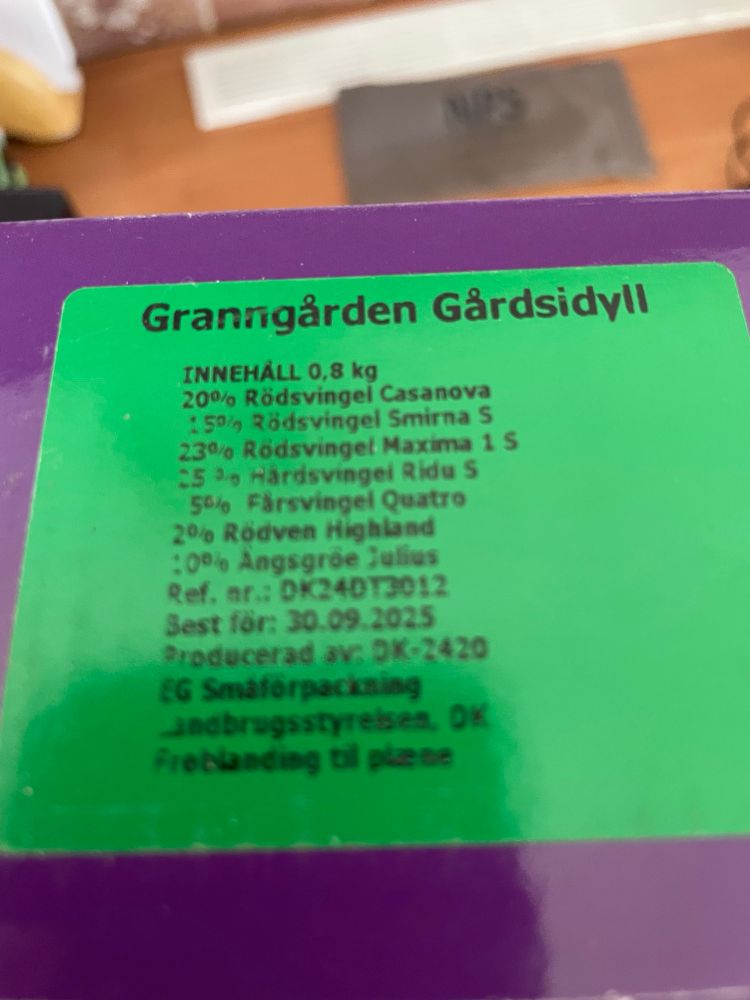 NPS
Granngården Gårdsidyll
INNEHÅLL 0,8 kg
20% Rödsvingel Casanova
15% Rödsvingel Smirna S
23% Rödsvingel Maxima 1 S
25 % Hårdsvingel Ridu S
5% Fårsvingel Quatro
2% Rödven Highland
10% Ängsgröe Julius
Ref. nr.: DK24DT3012
Best för: 30.09.2025
Producerad av: DK-2420
EG Småförpackning
Landbrugsstyrelsen, DK
Frøblanding til plæne